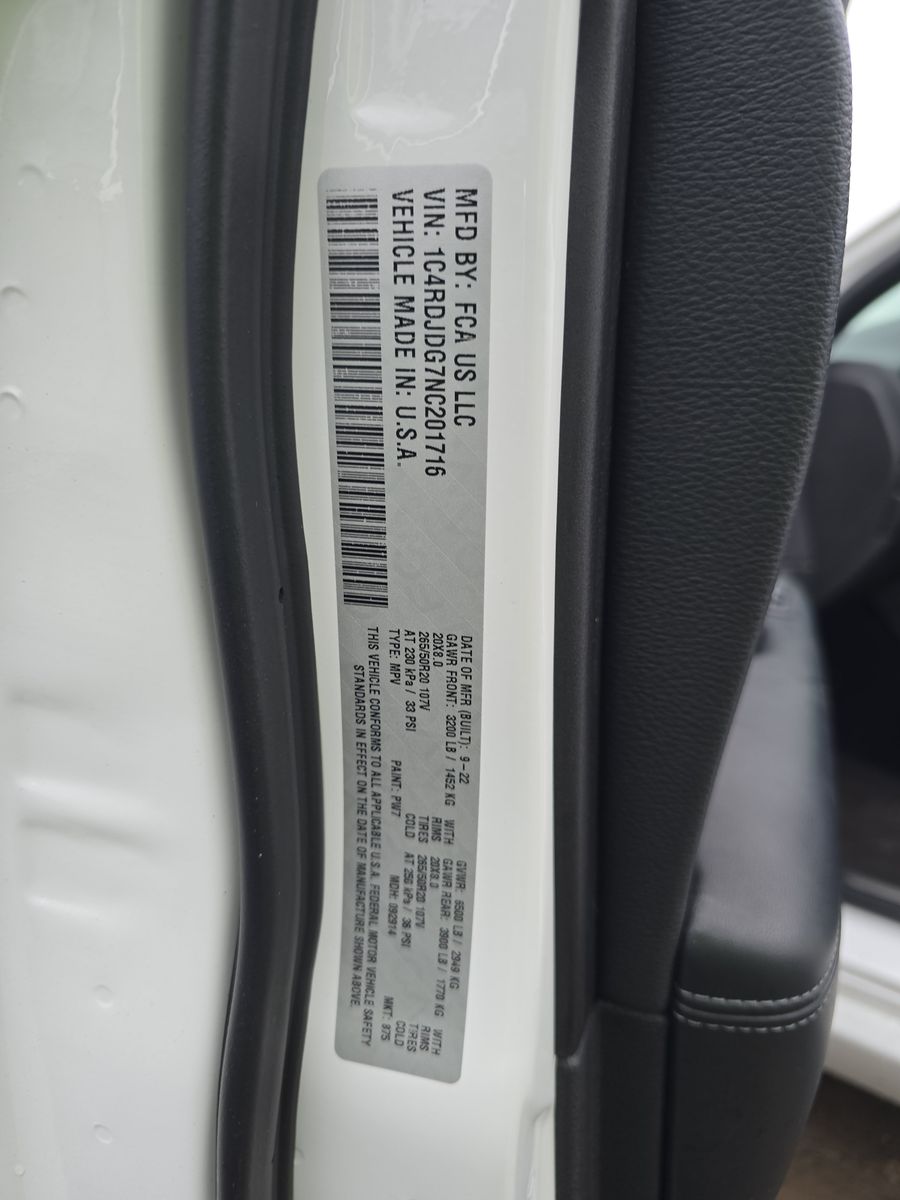 MFD BY: FCA US LLC
VIN: 1C4RDJDG7NC201716
VEHICLE MADE IN: U.S.A.
DATE OF MFR (BUILT): 9-22 GVWR: 6500 LB / 2949 KG
GAWR FRONT: 3200 LB / 1452 KG WITH GAWR REAR: 3900 LB / 1770 KG WITH
20X8.0 RIMS 20X8.0 RIMS
265/50R20 107V TIRES 265/50R20 107V TIRES
AT 230 kPa / 33 PSI COLD AT 250 kPa / 36 PSI COLD
TYPE: MPV PAINT: PW7 MDH: 092914 MKT: 875
THIS VEHICLE CONFORMS TO ALL APPLICABLE U.S.A. FEDERAL MOTOR VEHICLE SAFETY
STANDARDS IN EFFECT ON THE DATE OF MANUFACTURE SHOWN ABOVE.